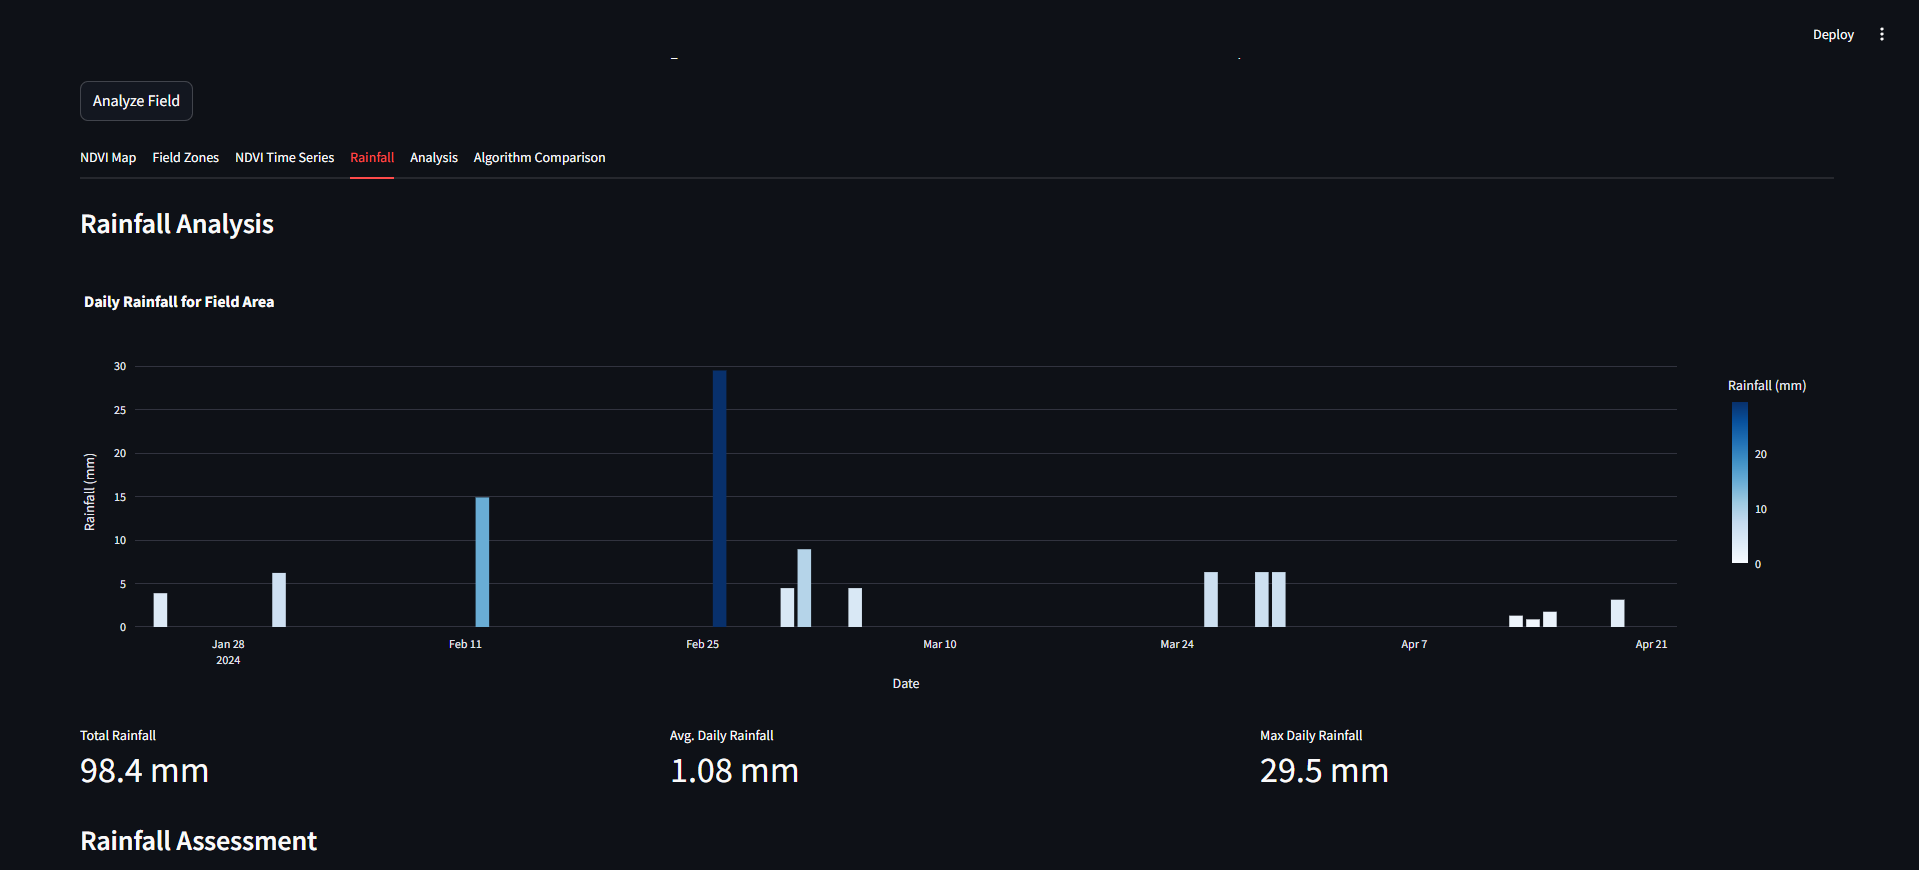 Deploy
Analyze Field
NDVI Map Field Zones NDVI Time Series Rainfall Analysis Algorithm Comparison
Rainfall Analysis
Daily Rainfall for Field Area
Rainfall (mm)
30
25
20
15
10
5
0
Rainfall (mm)
20
10
0
Jan 28 Feb 11 Feb 25 Mar 10 Mar 24 Apr 7 Apr 21
2024
Date
Total Rainfall
98.4 mm
Avg. Daily Rainfall
1.08 mm
Max Daily Rainfall
29.5 mm
Rainfall Assessment